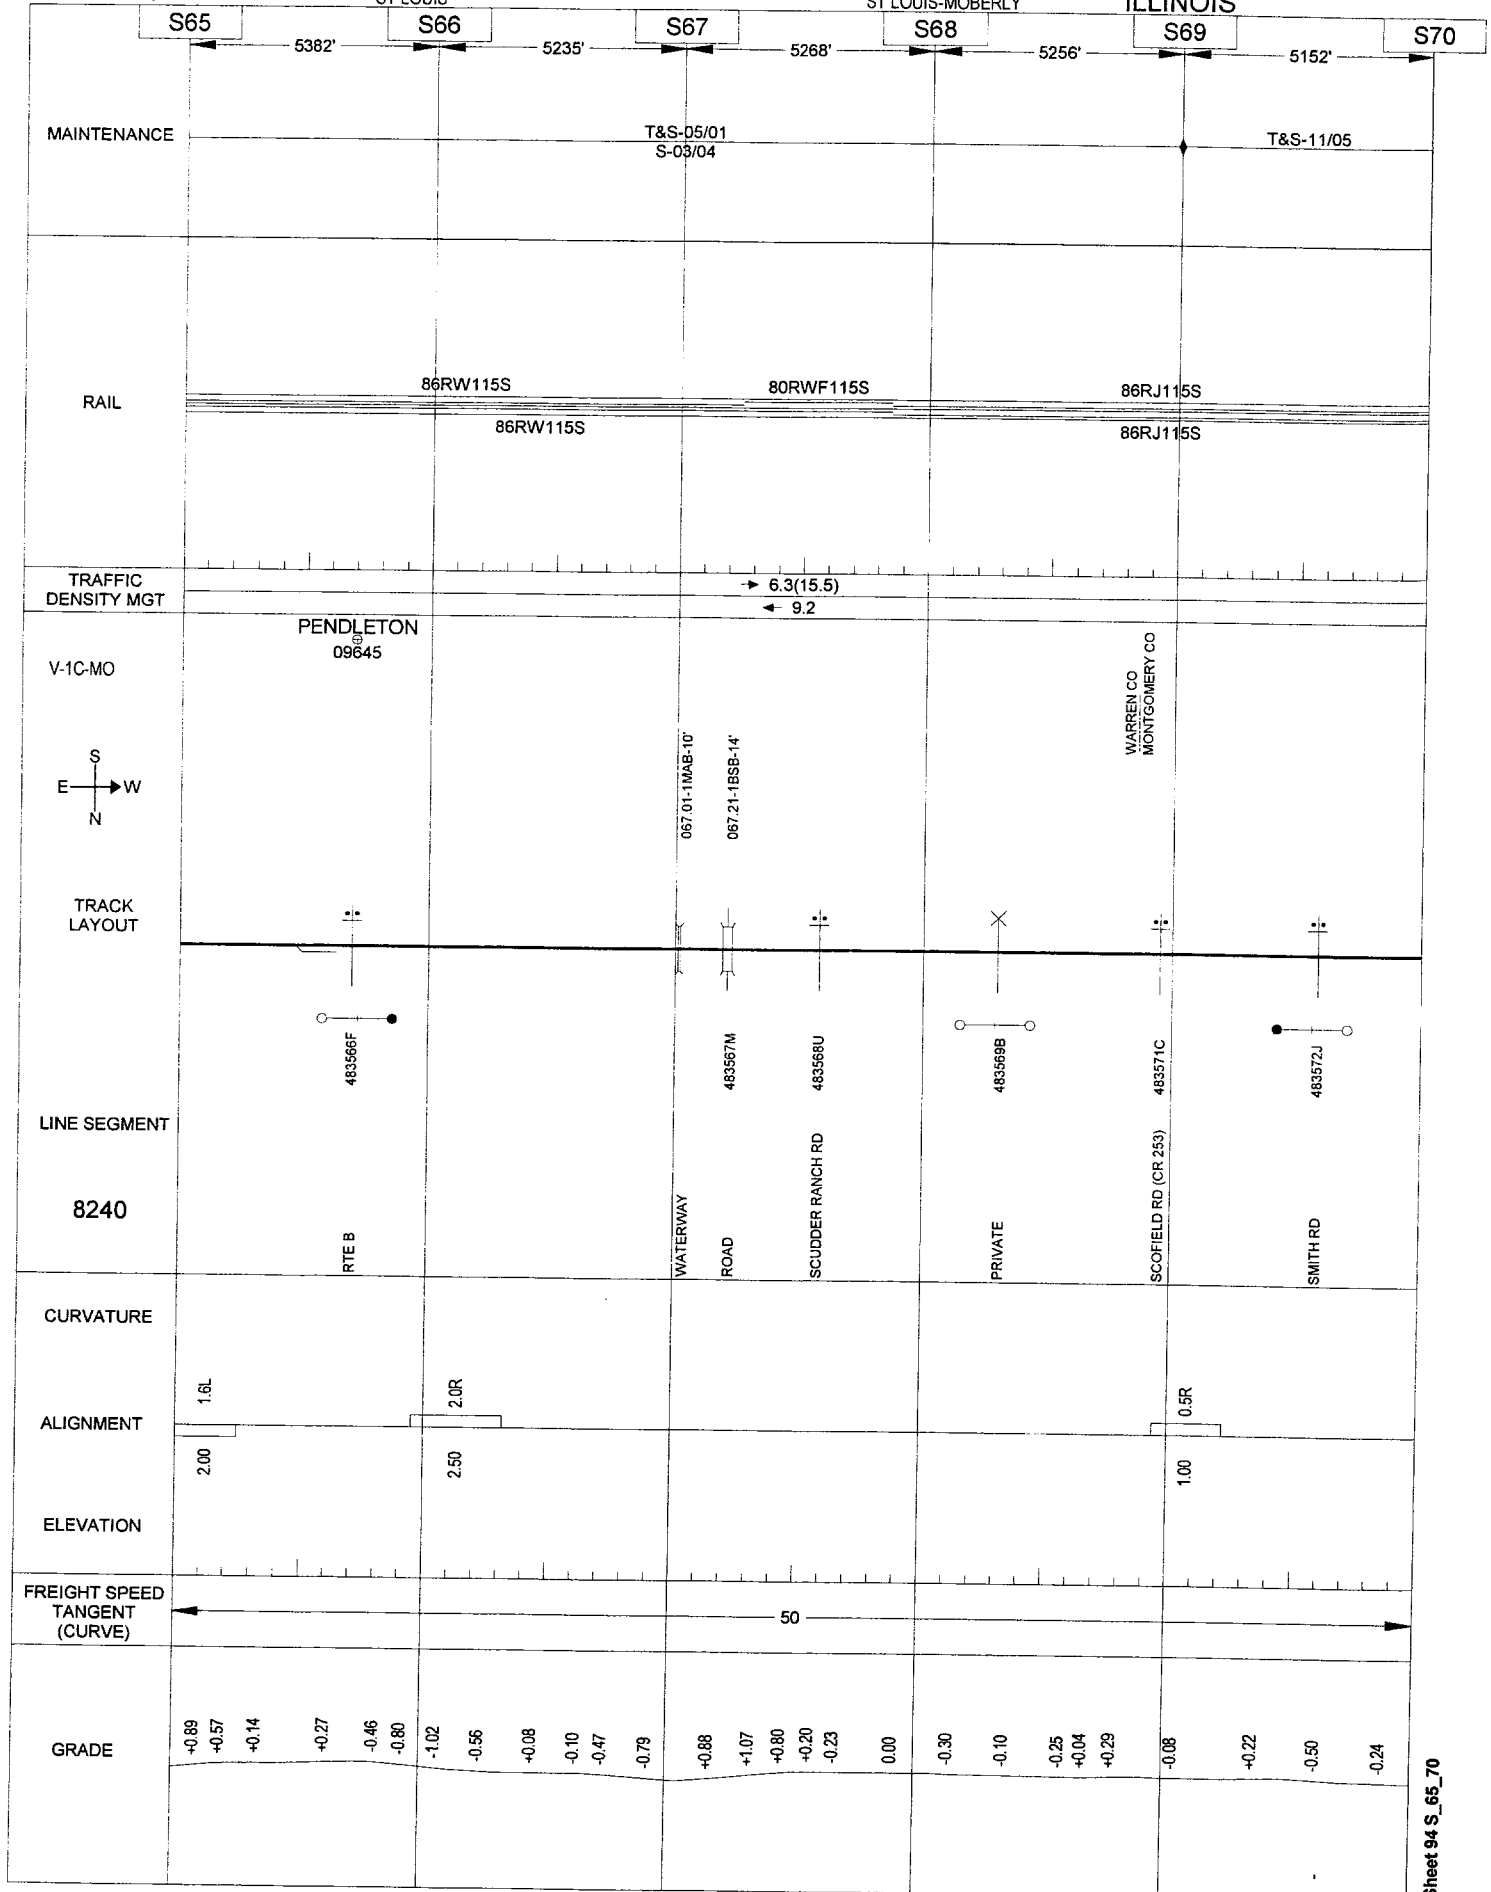 ST LOUIS-MOBERLY ILLINOIS
S65 S66 S67 S68 S69 S70
5382' 5235' 5268' 5256' 5152'
MAINTENANCE
T&S-05/01
S-03/04
T&S-11/05
RAIL
86RW115S 80RWF115S 86RJ115S
86RW115S 86RJ115S
TRAFFIC
DENSITY MGT
6.3(15.5)
9.2
PENDLETON
09645
V-1C-MO
WARREN CO
MONTGOMERY CO
S
E W
N
067.01-1MAB-10'
067.21-1BSB-14'
TRACK
LAYOUT
483566F
483567M
483568U
483569B
483571C
483572J
LINE SEGMENT
8240
RTE B
WATERWAY
ROAD
SCUDDER RANCH RD
PRIVATE
SCOFIELD RD (CR 253)
SMITH RD
CURVATURE
1.6L 2.0R 0.5R
ALIGNMENT
2.00 2.50 1.00
ELEVATION
FREIGHT SPEED
TANGENT
(CURVE)
50
GRADE
+0.89 +0.57 +0.14 +0.27 -0.46 -0.80 -1.02 -0.56 +0.08 -0.10 -0.47 -0.79 +0.88 +1.07 +0.80 +0.20 -0.23 0.00 -0.30 -0.10 -0.25 +0.04 +0.29 -0.08 +0.22 -0.50 -0.24
Sheet 94 S_65_70